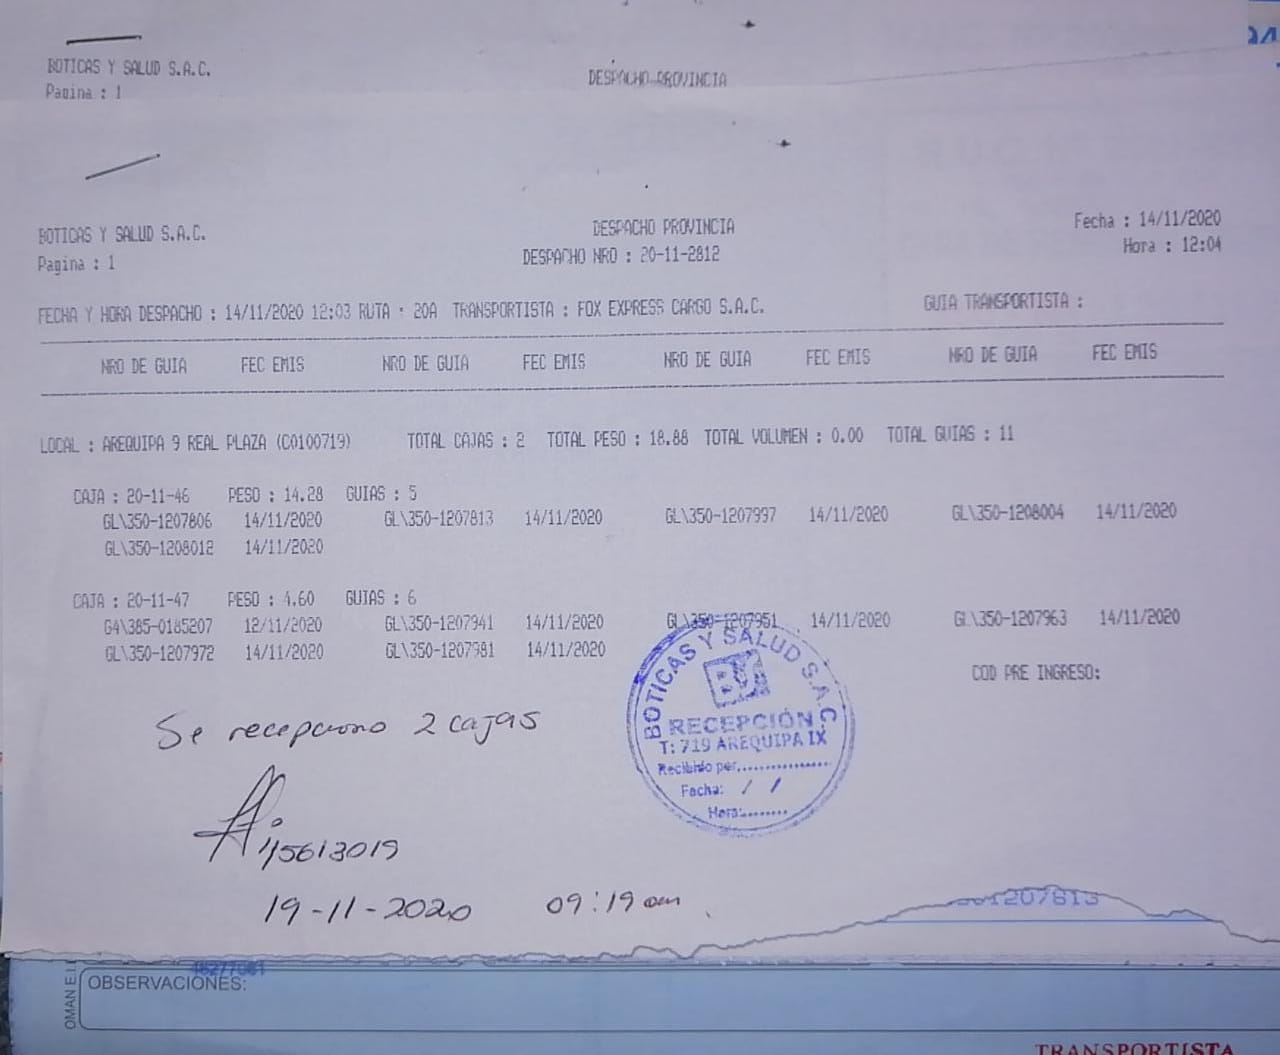 BOTICAS Y SALUD S.A.C.
DESPACHO PROVINCIA
Pagina : 1
BOTICAS Y SALUD S.A.C.
DESPACHO PROVINCIA
Fecha : 14/11/2020
Pagina : 1
DESPACHO NRO : 20-11-2812
Hora : 12:04
FECHA Y HORA DESPACHO : 14/11/2020 12:03 RUTA : 20A TRANSPORTISTA : FOX EXPRESS CARGO S.A.C. GUIA TRANSPORTISTA :
NRO DE GUIA FEC EMIS NRO DE GUIA FEC EMIS NRO DE GUIA FEC EMIS NRO DE GUIA FEC EMIS
LOCAL : AREQUIPA 9 REAL PLAZA (C0100719) TOTAL CAJAS : 2 TOTAL PESO : 18.88 TOTAL VOLUMEN : 0.00 TOTAL GUIAS : 11
CAJA : 20-11-46 PESO : 14.28 GUIAS : 5
GL\350-1207806 14/11/2020 GL\350-1207813 14/11/2020 GL\350-1207997 14/11/2020 GL\350-1208004 14/11/2020
GL\350-1208012 14/11/2020
CAJA : 20-11-47 PESO : 4.60 GUIAS : 6
G4\385-0185207 12/11/2020 GL\350-1207941 14/11/2020 GL\350-1207951 14/11/2020 GL\350-1207963 14/11/2020
GL\350-1207972 14/11/2020 GL\350-1207981 14/11/2020
COD PRE INGRESO:
BOTICAS Y SALUD S.A.C.
BYS
RECEPCIÓN
T: 719 AREQUIPA IX
Recibido por:...............
Fecha: / /
Hora:.........
Se recepciono 2 cajas
45613019
19-11-2020 09:19 am
1207813
OBSERVACIONES:
TRANSPORTISTA